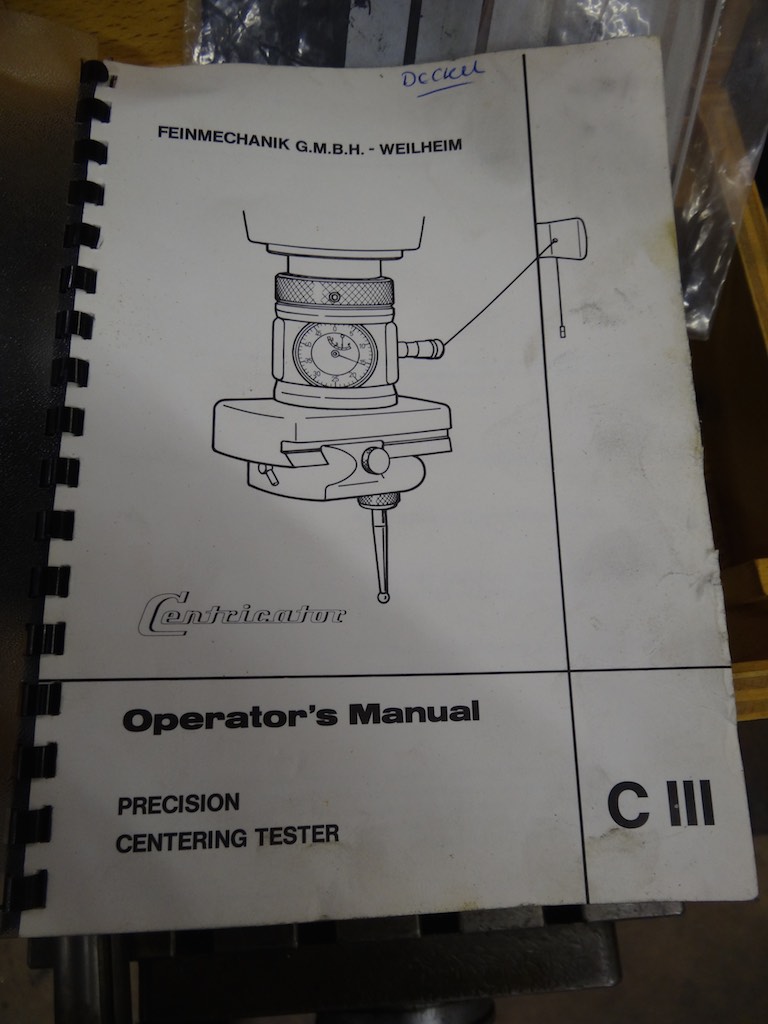 Deckel
FEINMECHANIK G.M.B.H. - WEILHEIM
Centricator
Operator's Manual
PRECISION
CENTERING TESTER
C III